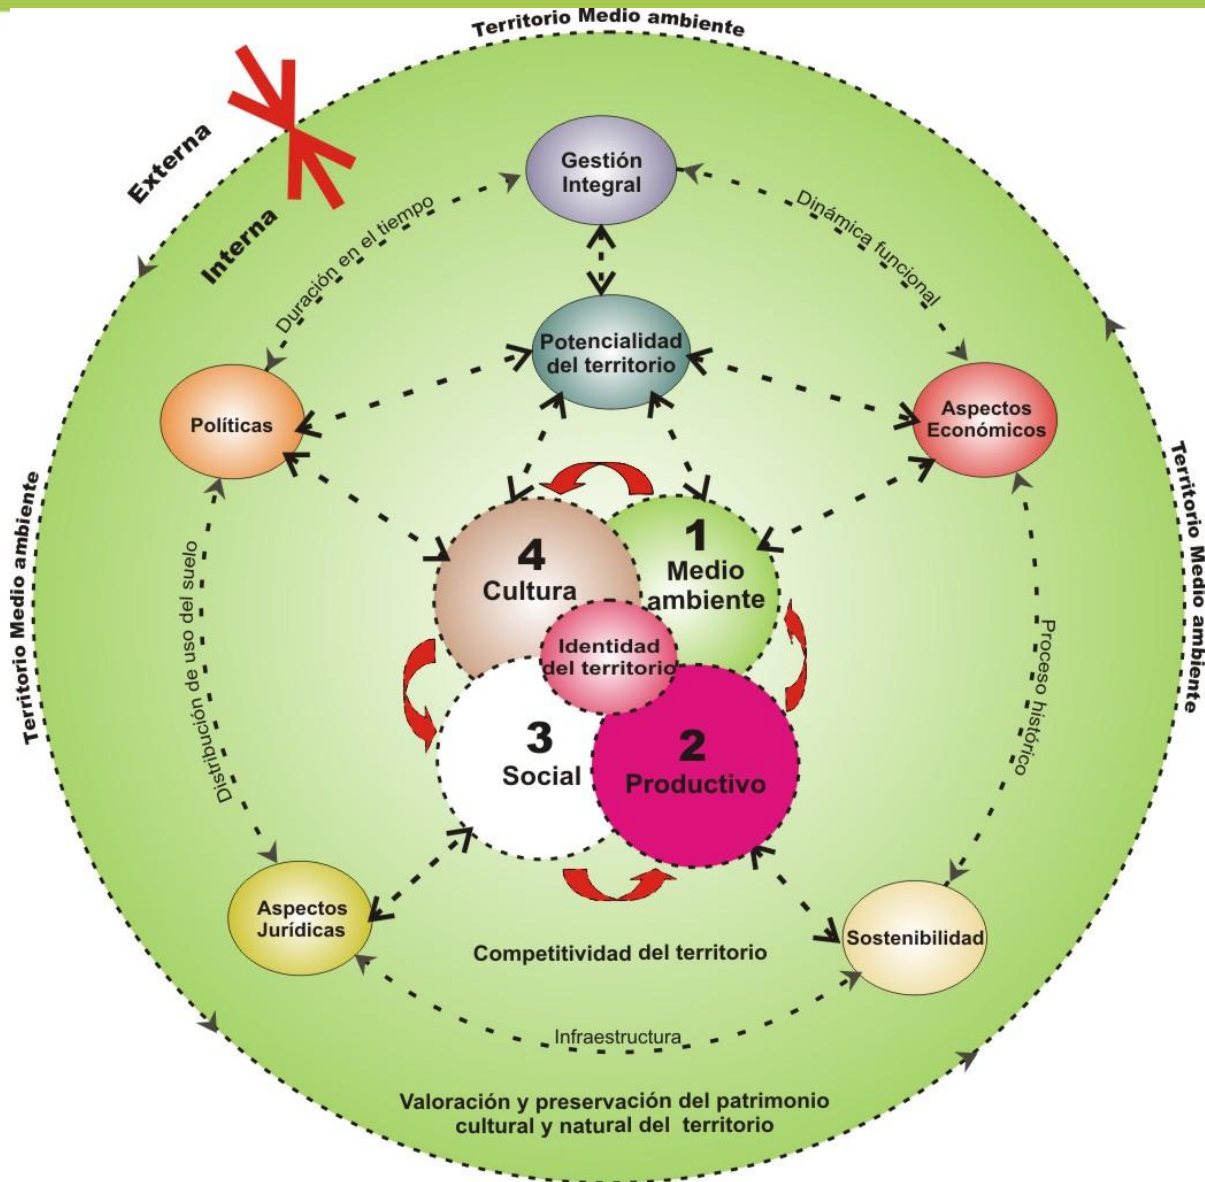 Territorio Medio ambiente
Externa
Interna
Gestión
Integral
Duración en el tiempo
Dinámica funcional
Potencialidad
del territorio
Políticas
Aspectos
Económicos
Territorio Medio ambiente
Territorio Medio ambiente
4
Cultura
1
Medio
ambiente
Identidad
del territorio
Distribución de uso del suelo
Proceso histórico
3
Social
2
Productivo
Aspectos
Jurídicas
Sostenibilidad
Competitividad del territorio
Infraestructura
Valoración y preservación del patrimonio
cultural y natural del territorio